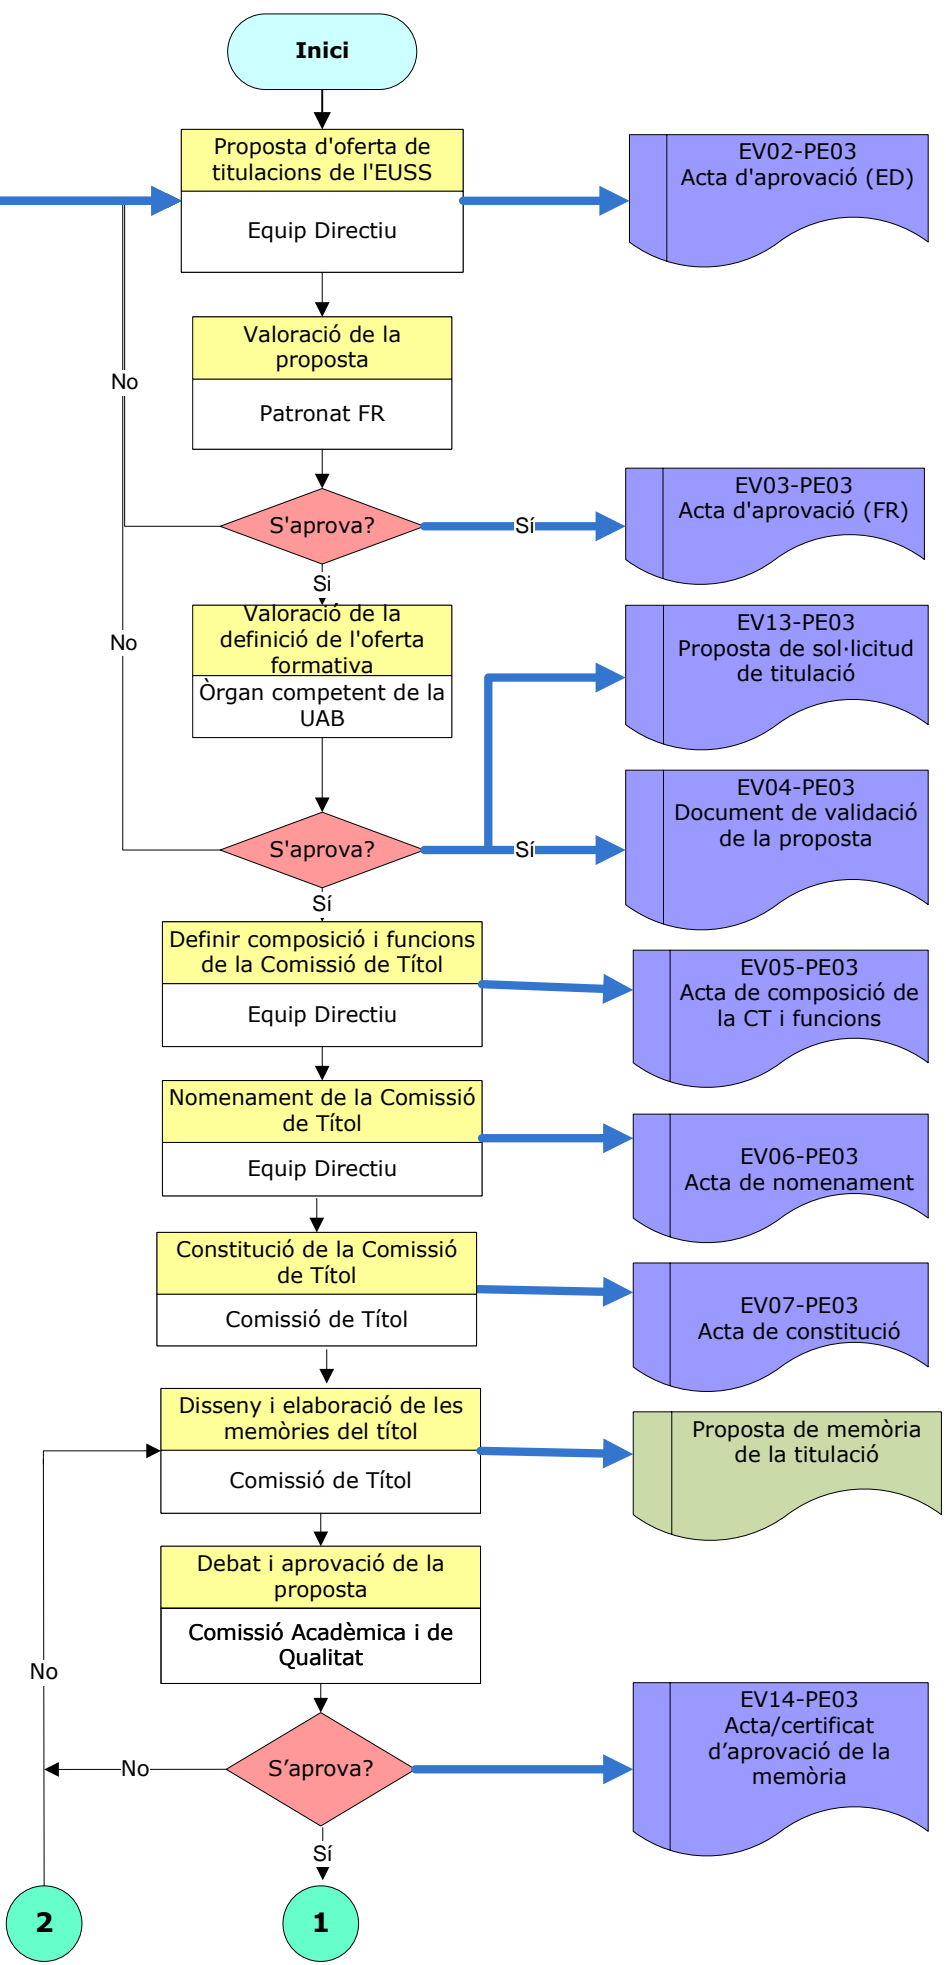 Inici
Proposta d'oferta de
titulacions de l'EUSS
Equip Directiu
EV02-PE03
Acta d'aprovació (ED)
Valoració de la
proposta
Patronat FR
No
S'aprova?
Sí
EV03-PE03
Acta d'aprovació (FR)
Si
Valoració de la
definició de l'oferta
formativa
Òrgan competent de la
UAB
No
EV13-PE03
Proposta de sol·licitud
de titulació
S'aprova?
Sí
EV04-PE03
Document de validació
de la proposta
Sí
Definir composició i funcions
de la Comissió de Títol
Equip Directiu
EV05-PE03
Acta de composició de
la CT i funcions
Nomenament de la Comissió
de Títol
Equip Directiu
EV06-PE03
Acta de nomenament
Constitució de la Comissió
de Títol
Comissió de Títol
EV07-PE03
Acta de constitució
Disseny i elaboració de les
memòries del títol
Comissió de Títol
Proposta de memòria
de la titulació
Debat i aprovació de la
proposta
Comissió Acadèmica i de
Qualitat
No
No
S’aprova?
EV14-PE03
Acta/certificat
d’aprovació de la
memòria
Sí
2
1